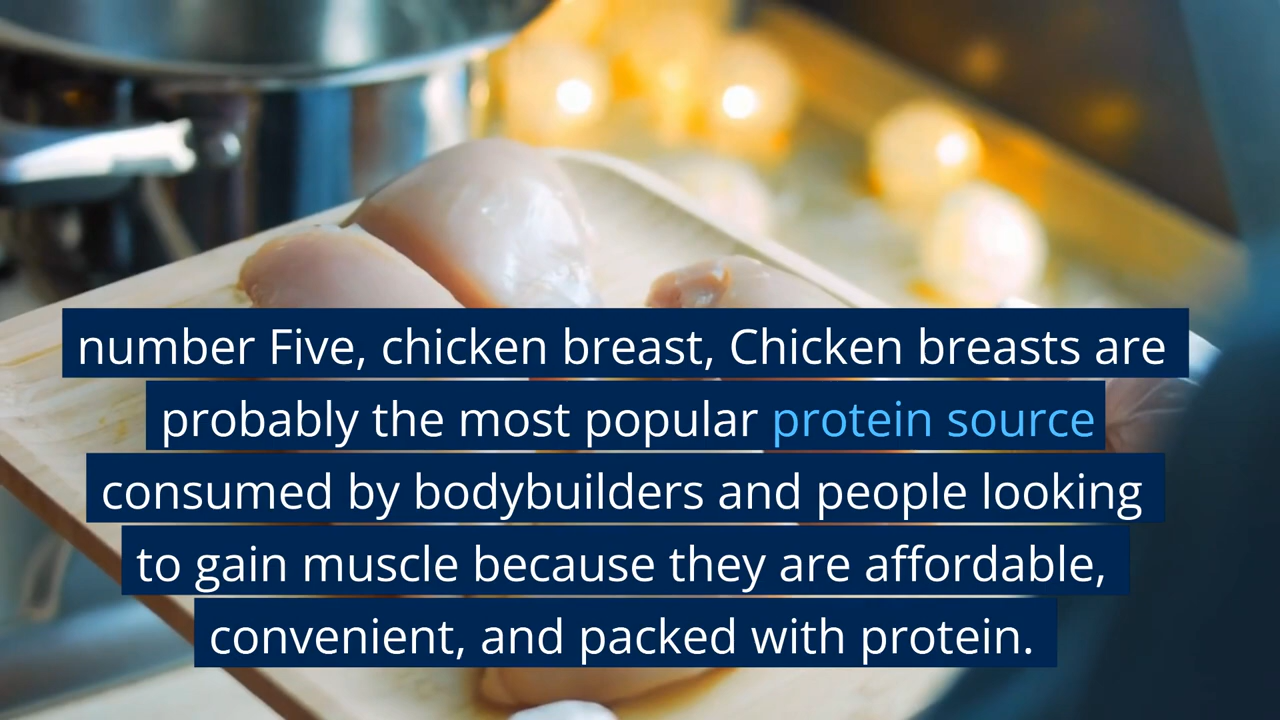 number Five, chicken breast, Chicken breasts are
probably the most popular protein source
consumed by bodybuilders and people looking
to gain muscle because they are affordable,
convenient, and packed with protein.